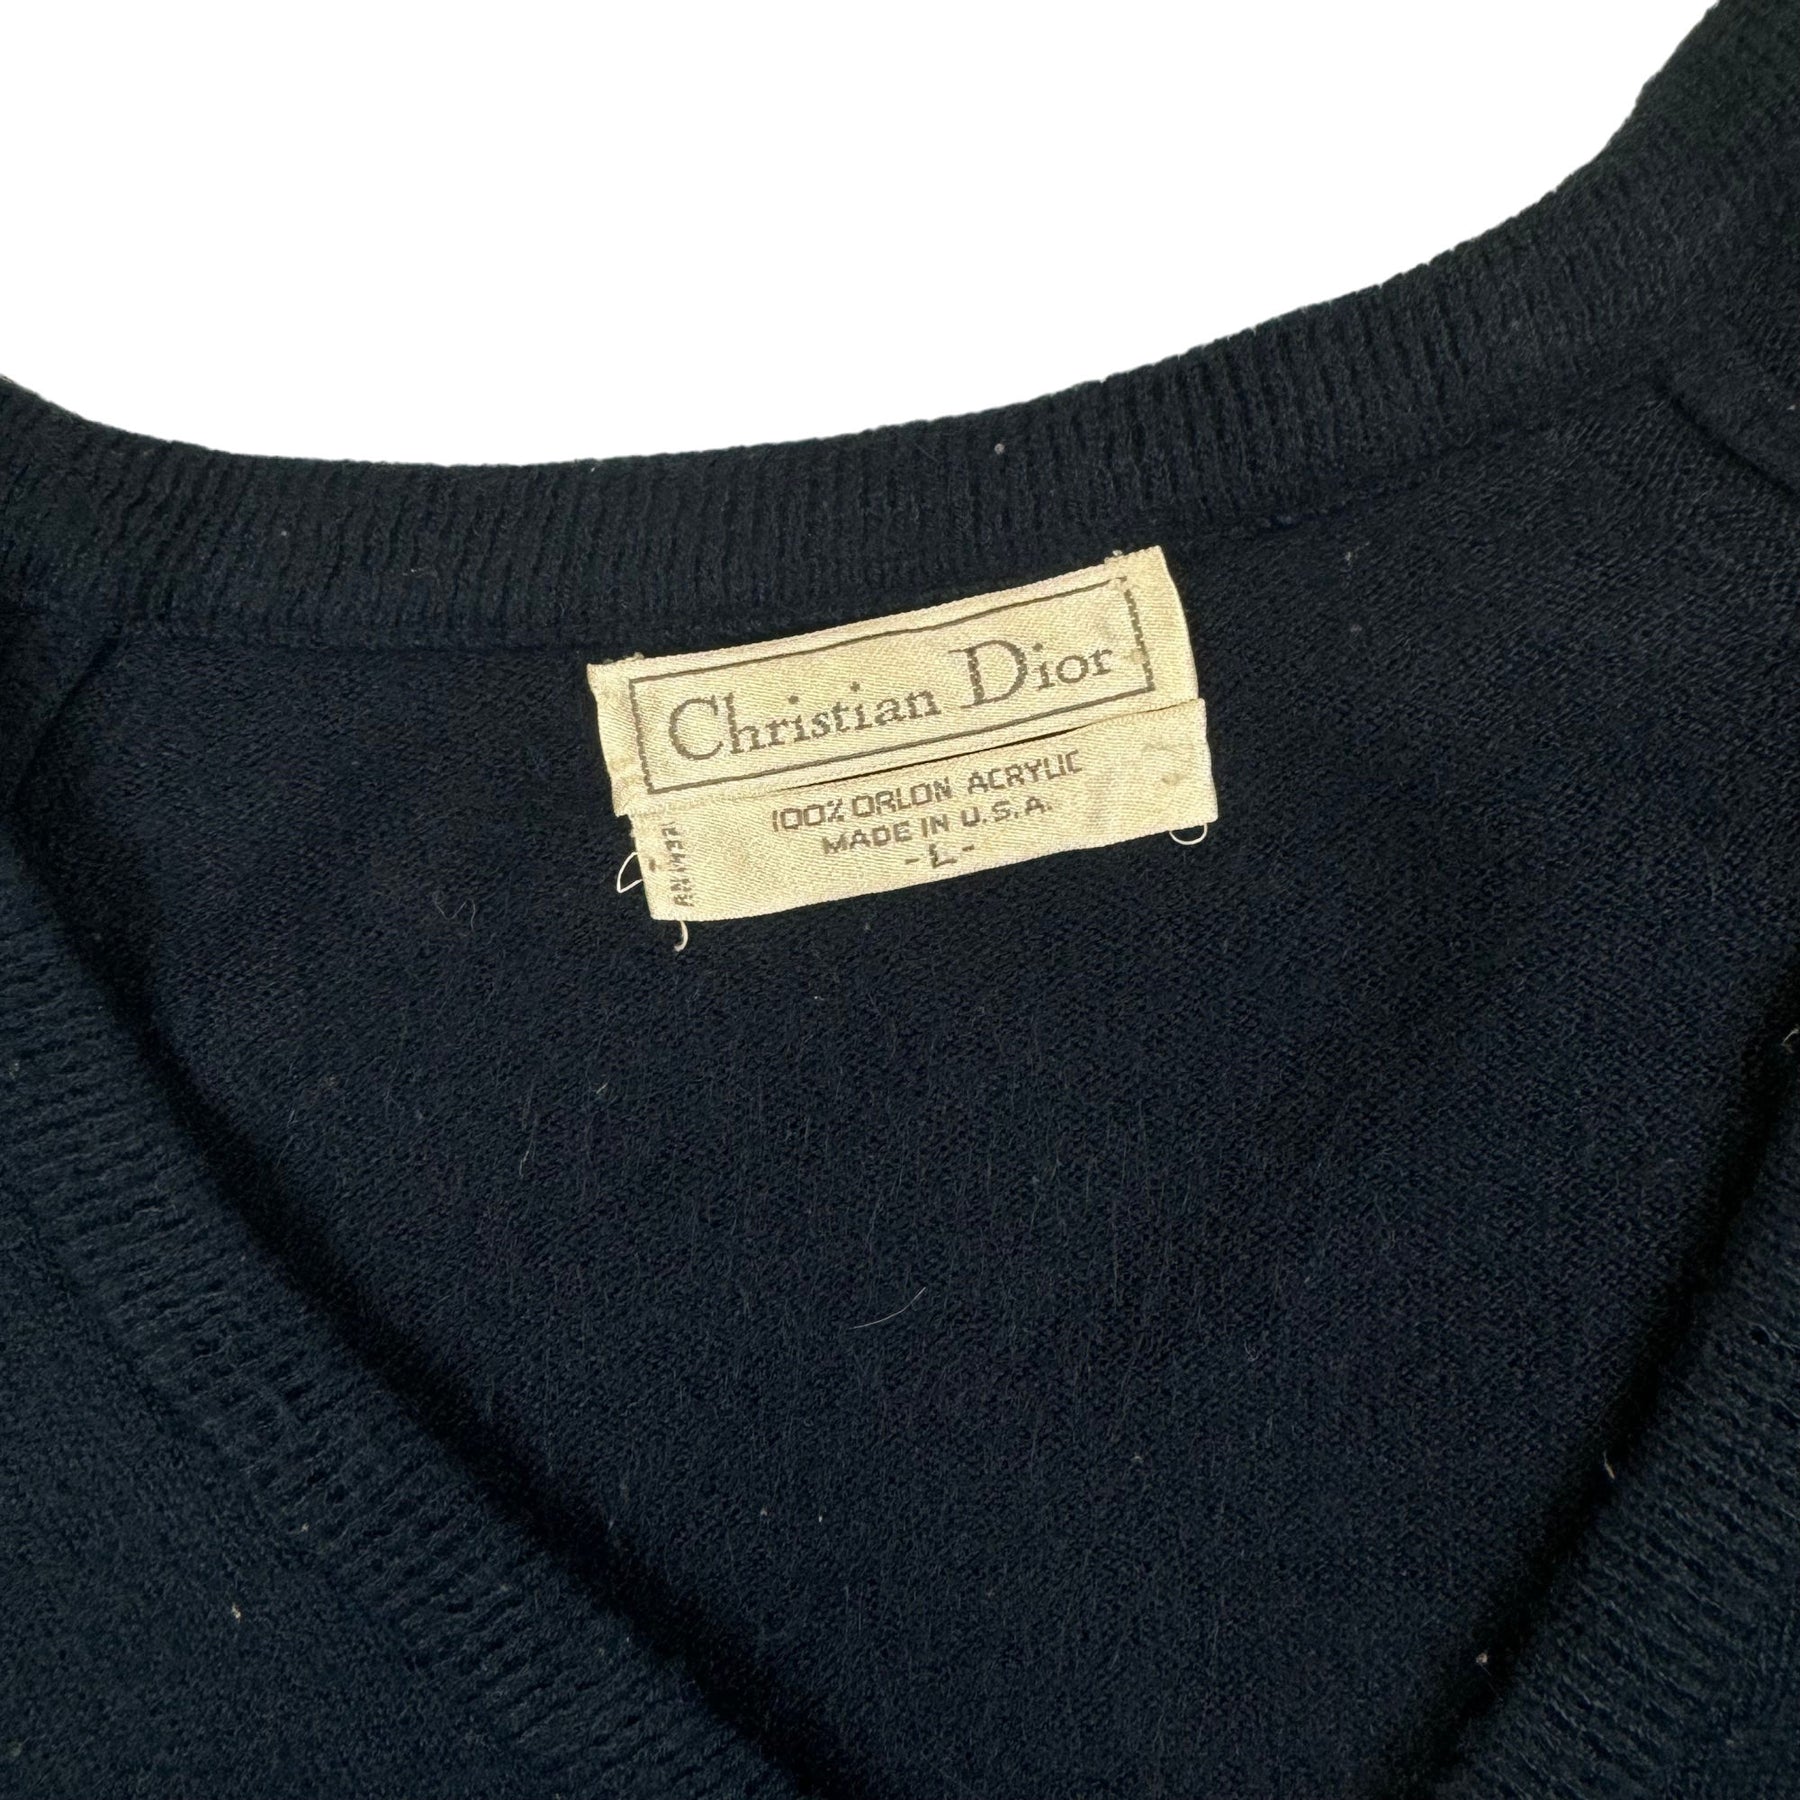 Christian Dior
100% ORLON ACRYLIC
MADE IN U.S.A.
-L-